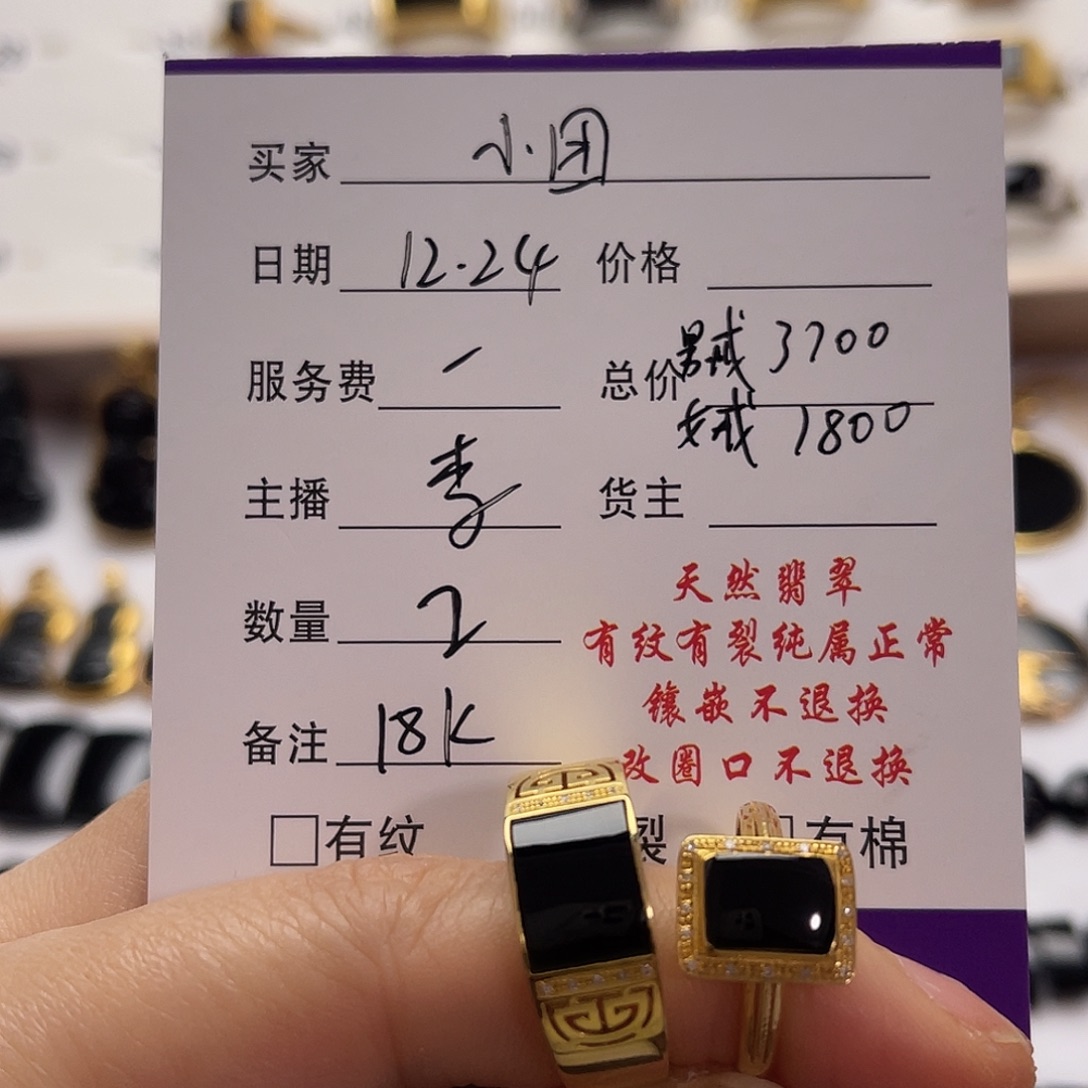 买家 小团
日期 12.24 价格
服务费 一 总价 男戒 3700
女戒 1800
主播 李
货主
数量 2
备注 18K
天然翡翠
有纹有裂纯属正常
镶嵌不退换
改圈口不退换
□有纹 裂 □有棉